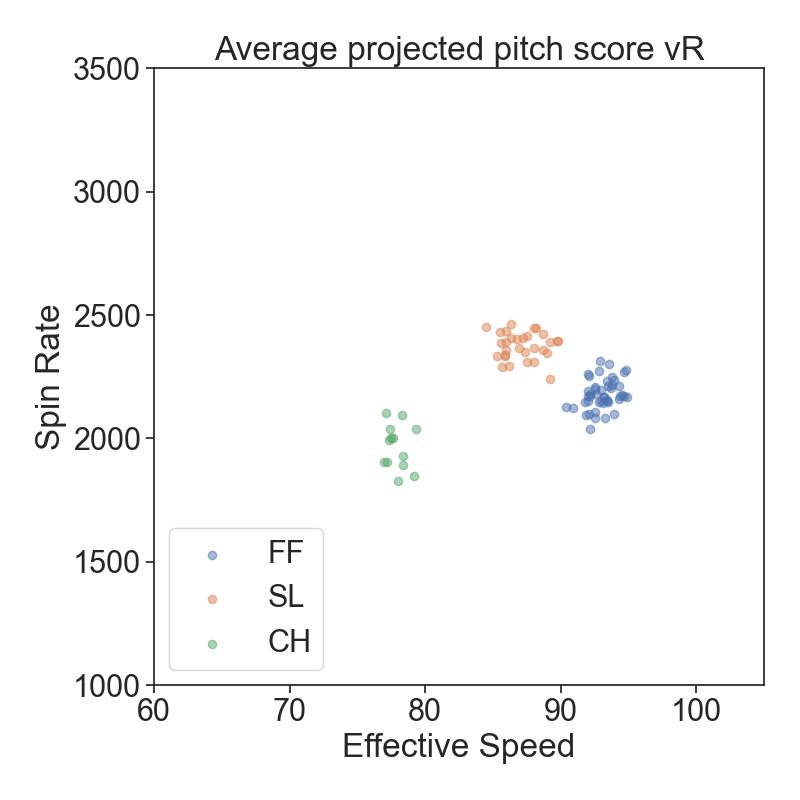 Average projected pitch score vR
3500
3000
2500
2000
1500
1000
Spin Rate
FF
SL
CH
60 70 80 90 100
Effective Speed